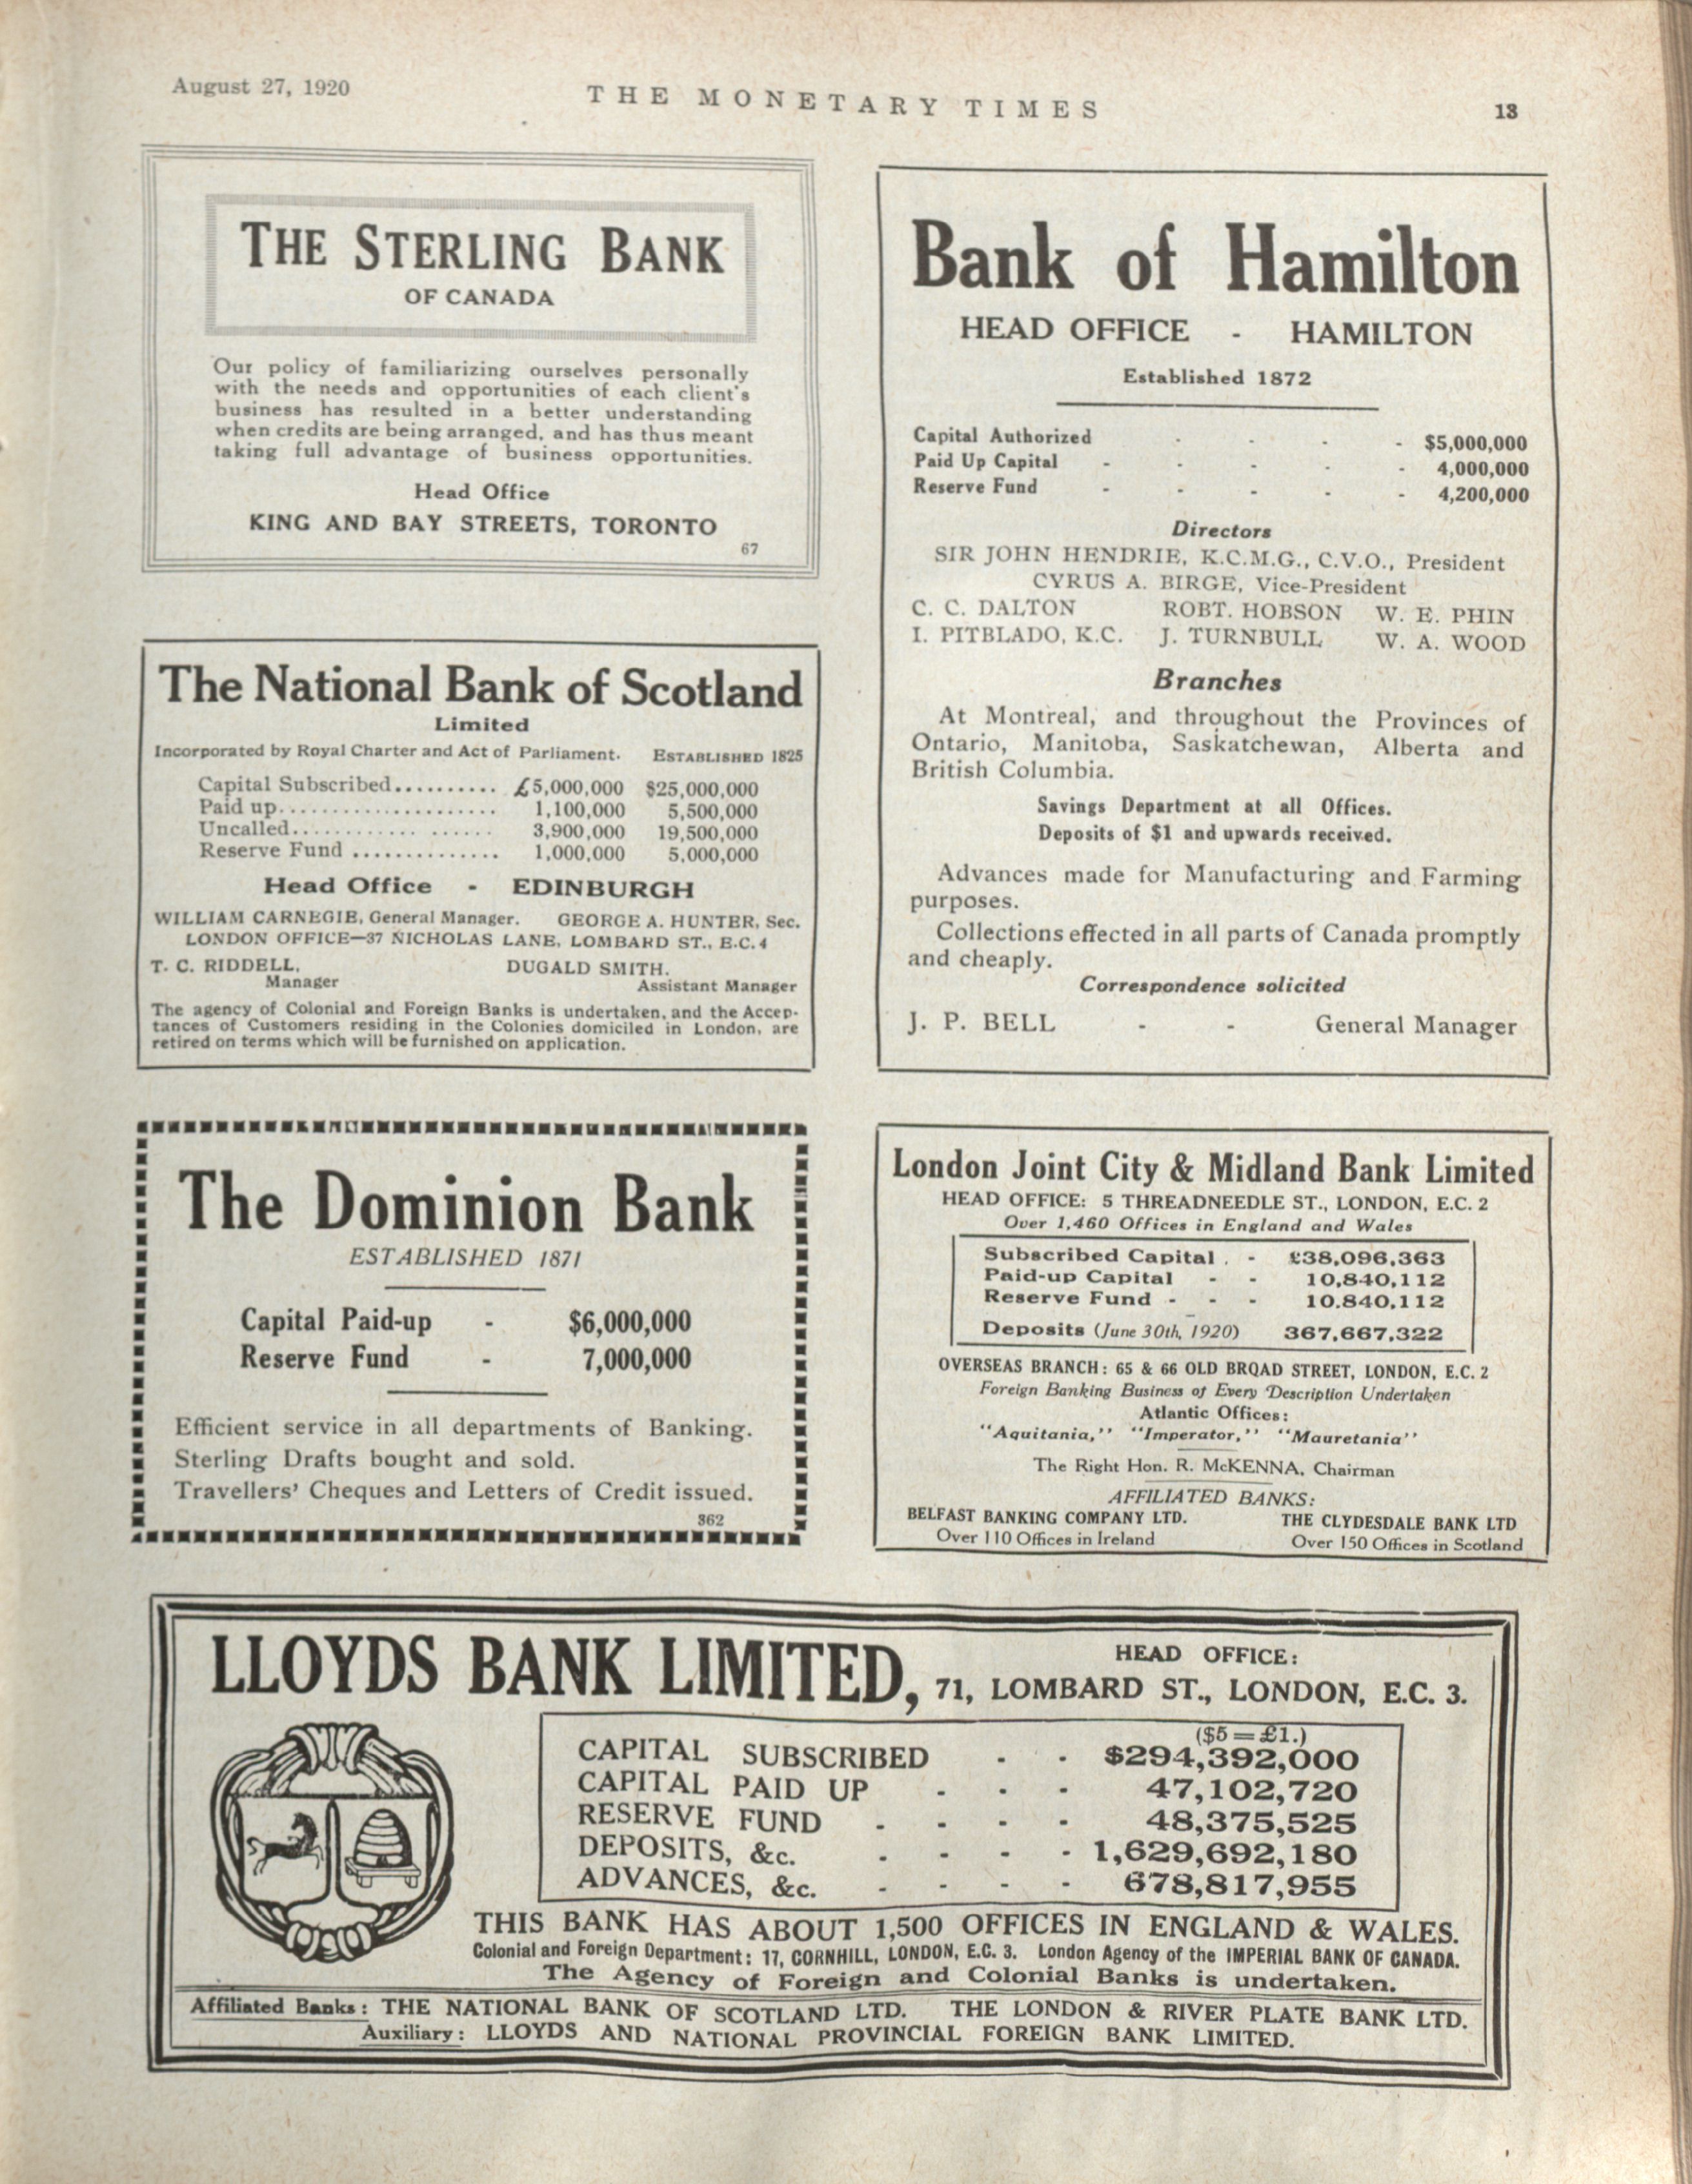 August 27, 1920
THE MONETARY TIMES
13
THE STERLING BANK
OF CANADA
Our policy of familiarizing ourselves personally
with the needs and opportunities of each client's
business has resulted in a better understanding
when credits are being arranged, and has thus meant
taking full advantage of business opportunities.
Head Office
KING AND BAY STREETS, TORONTO
67
The National Bank of Scotland
Limited
Incorporated by Royal Charter and Act of Parliament. ESTABLISHED 1825
Capital Subscribed.......... £5,000,000 $25,000,000
Paid up..................... 1,100,000 5,500,000
Uncalled............ ...... 3,900,000 19,500,000
Reserve Fund .............. 1,000,000 5,000,000
Head Office - EDINBURGH
WILLIAM CARNEGIE, General Manager. GEORGE A. HUNTER, Sec.
LONDON OFFICE—37 NICHOLAS LANE, LOMBARD ST., E.C.4
T. C. RIDDELL, DUGALD SMITH.
Manager Assistant Manager
The agency of Colonial and Foreign Banks is undertaken, and the Accep-
tances of Customers residing in the Colonies domiciled in London, are
retired on terms which will be furnished on application.
The Dominion Bank
ESTABLISHED 1871
Capital Paid-up - $6,000,000
Reserve Fund - 7,000,000
Efficient service in all departments of Banking.
Sterling Drafts bought and sold.
Travellers' Cheques and Letters of Credit issued.
362
Bank of Hamilton
HEAD OFFICE - HAMILTON
Established 1872
Capital Authorized - - - - $5,000,000
Paid Up Capital - - - - - 4,000,000
Reserve Fund - - - - - 4,200,000
Directors
SIR JOHN HENDRIE, K.C.M.G., C.V.O., President
CYRUS A. BIRGE, Vice-President
C. C. DALTON ROBT. HOBSON W. E. PHIN
I. PITBLADO, K.C. J. TURNBULL W. A. WOOD
Branches
At Montreal, and throughout the Provinces of
Ontario, Manitoba, Saskatchewan, Alberta and
British Columbia.
Savings Department at all Offices.
Deposits of $1 and upwards received.
Advances made for Manufacturing and Farming
purposes.
Collections effected in all parts of Canada promptly
and cheaply.
Correspondence solicited
J. P. BELL - - General Manager
London Joint City & Midland Bank Limited
HEAD OFFICE: 5 THREADNEEDLE ST., LONDON, E.C. 2
Over 1,460 Offices in England and Wales
Subscribed Capital . - £38,096,363
Paid-up Capital - - 10,840,112
Reserve Fund - - - 10,840,112
Deposits (June 30th, 1920) 367,667,322
OVERSEAS BRANCH: 65 & 66 OLD BROAD STREET, LONDON, E.C. 2
Foreign Banking Business of Every Description Undertaken
Atlantic Offices:
"Aquitania," "Imperator," "Mauretania"
The Right Hon. R. McKENNA, Chairman
AFFILIATED BANKS:
BELFAST BANKING COMPANY LTD. THE CLYDESDALE BANK LTD
Over 110 Offices in Ireland Over 150 Offices in Scotland
LLOYDS BANK LIMITED,
HEAD OFFICE:
71, LOMBARD ST., LONDON, E.C. 3.
($5 = £1.)
CAPITAL SUBSCRIBED - - $294,392,000
CAPITAL PAID UP - - - 47,102,720
RESERVE FUND - - - - 48,375,525
DEPOSITS, &c. - - - - 1,629,692,180
ADVANCES, &c. - - - - 678,817,955
THIS BANK HAS ABOUT 1,500 OFFICES IN ENGLAND & WALES.
Colonial and Foreign Department: 17, CORNHILL, LONDON, E.C. 3. London Agency of the IMPERIAL BANK OF CANADA.
The Agency of Foreign and Colonial Banks is undertaken.
Affiliated Banks: THE NATIONAL BANK OF SCOTLAND LTD. THE LONDON & RIVER PLATE BANK LTD.
Auxiliary: LLOYDS AND NATIONAL PROVINCIAL FOREIGN BANK LIMITED.